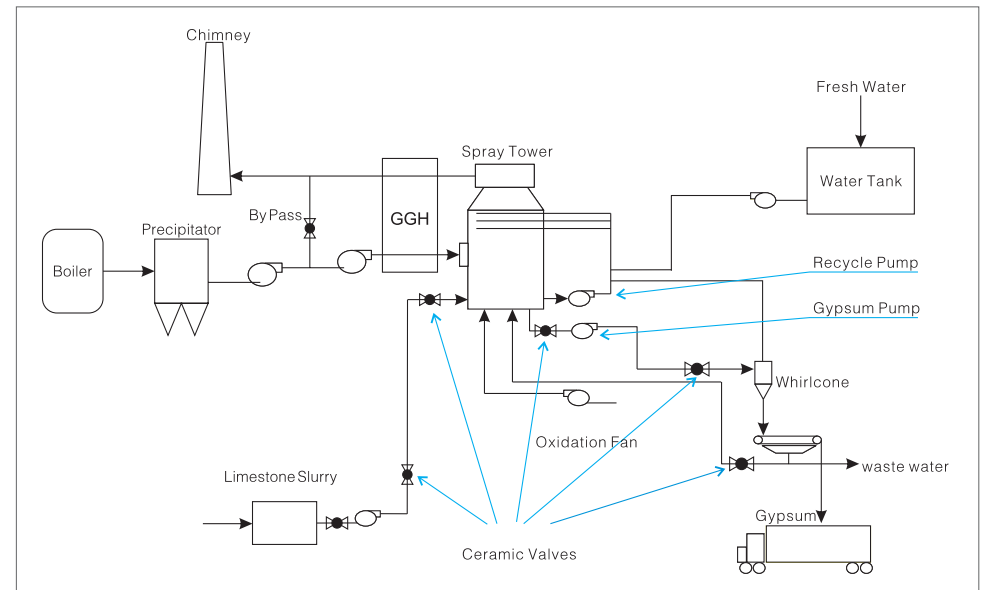 Chimney
Fresh Water
Spray Tower
Water Tank
By Pass
GGH
Precipitator
Boiler
Recycle Pump
Gypsum Pump
Whirlcone
Oxidation Fan
waste water
Limestone Slurry
Gypsum
Ceramic Valves